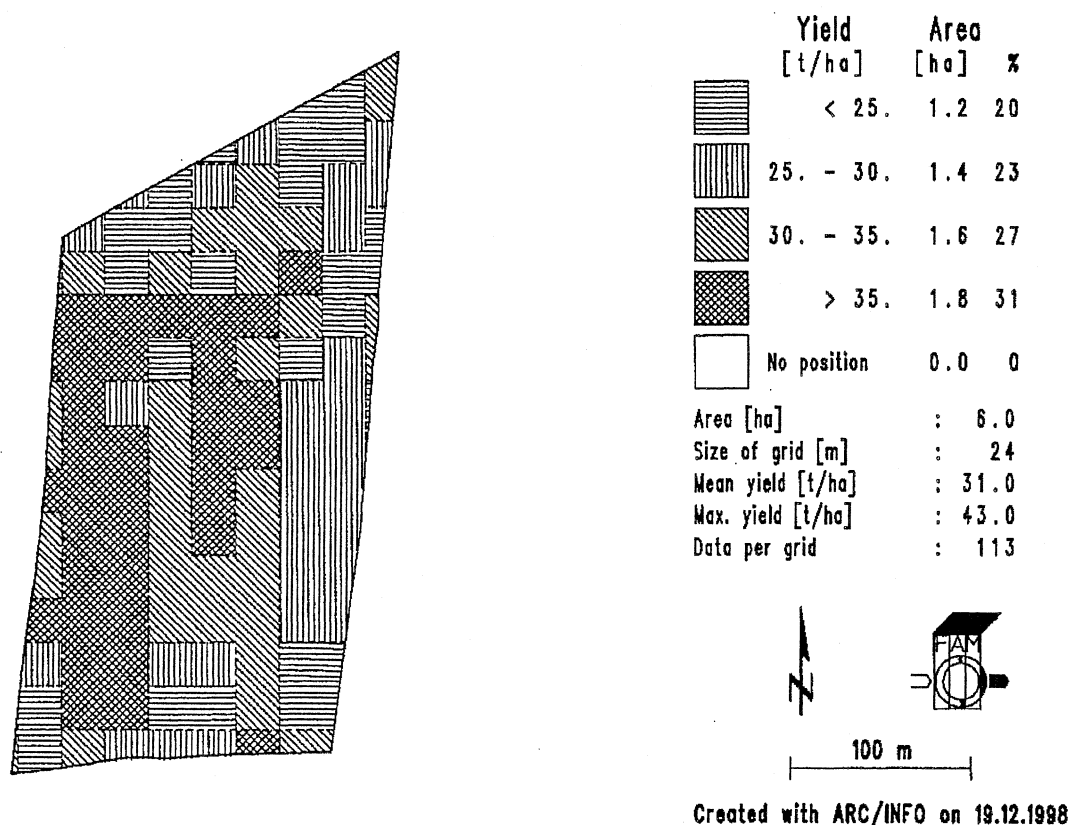 Yield Area
[t/ha] [ha] %
< 25. 1.2 20
25. - 30. 1.4 23
30. - 35. 1.6 27
> 35. 1.8 31
No position 0.0 0
Area [ha] : 6.0
Size of grid [m] : 24
Mean yield [t/ha] : 31.0
Max. yield [t/ha] : 43.0
Data per grid : 113
N
FAM
100 m
Created with ARC/INFO on 19.12.1998